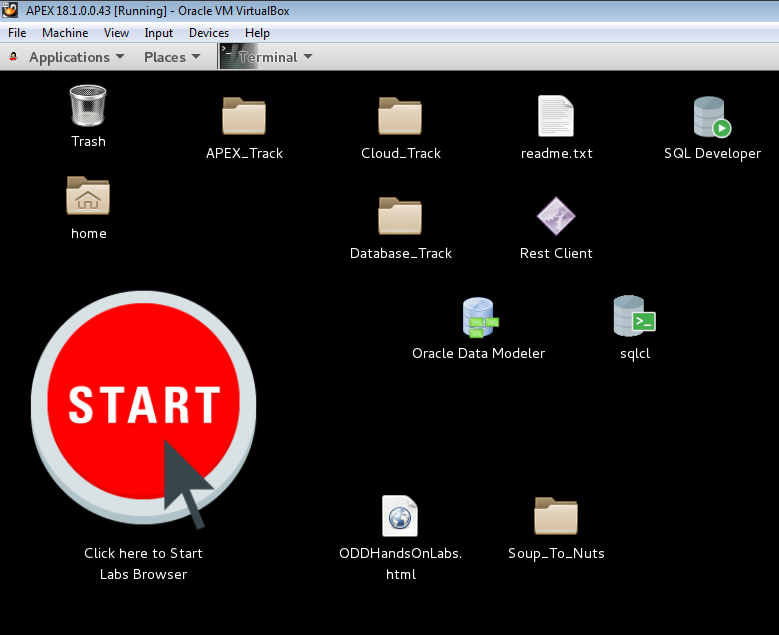 APEX 18.1.0.0.43 [Running] - Oracle VM VirtualBox
File Machine View Input Devices Help
Applications Places Terminal
Trash
APEX_Track Cloud_Track readme.txt SQL Developer
home
Database_Track Rest Client
Oracle Data Modeler sqlcl
START
Click here to Start
Labs Browser
ODDHandsOnLabs.
html
Soup_To_Nuts